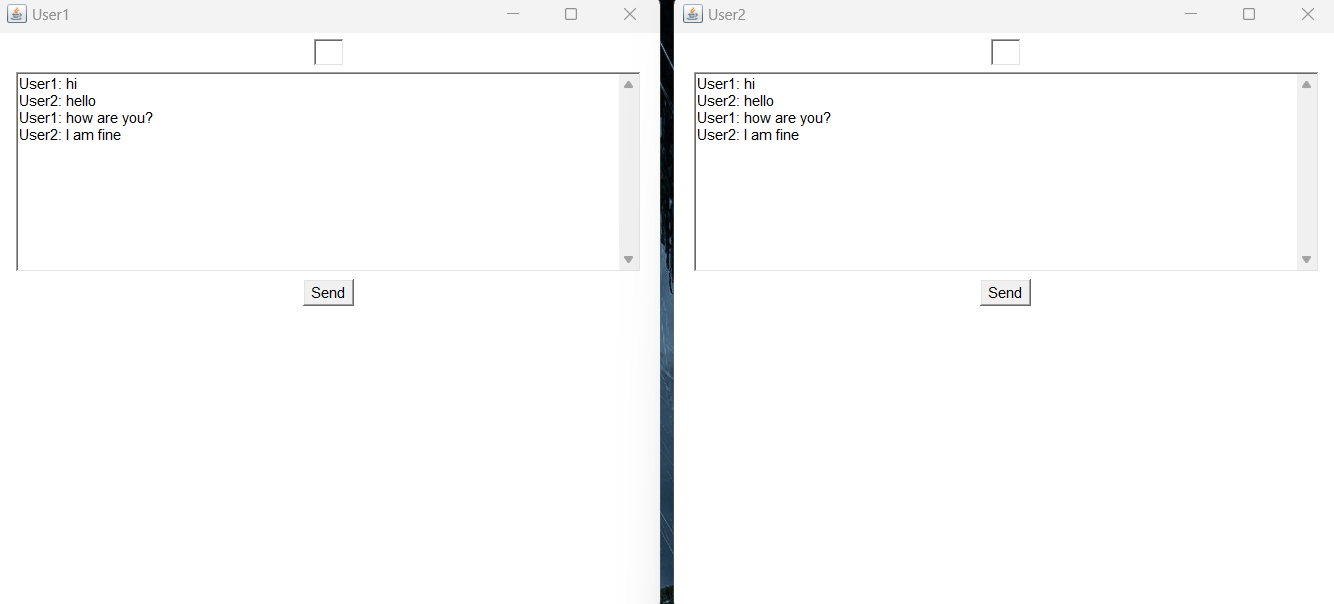 User1
User1: hi
User2: hello
User1: how are you?
User2: I am fine
Send
User2
User1: hi
User2: hello
User1: how are you?
User2: I am fine
Send